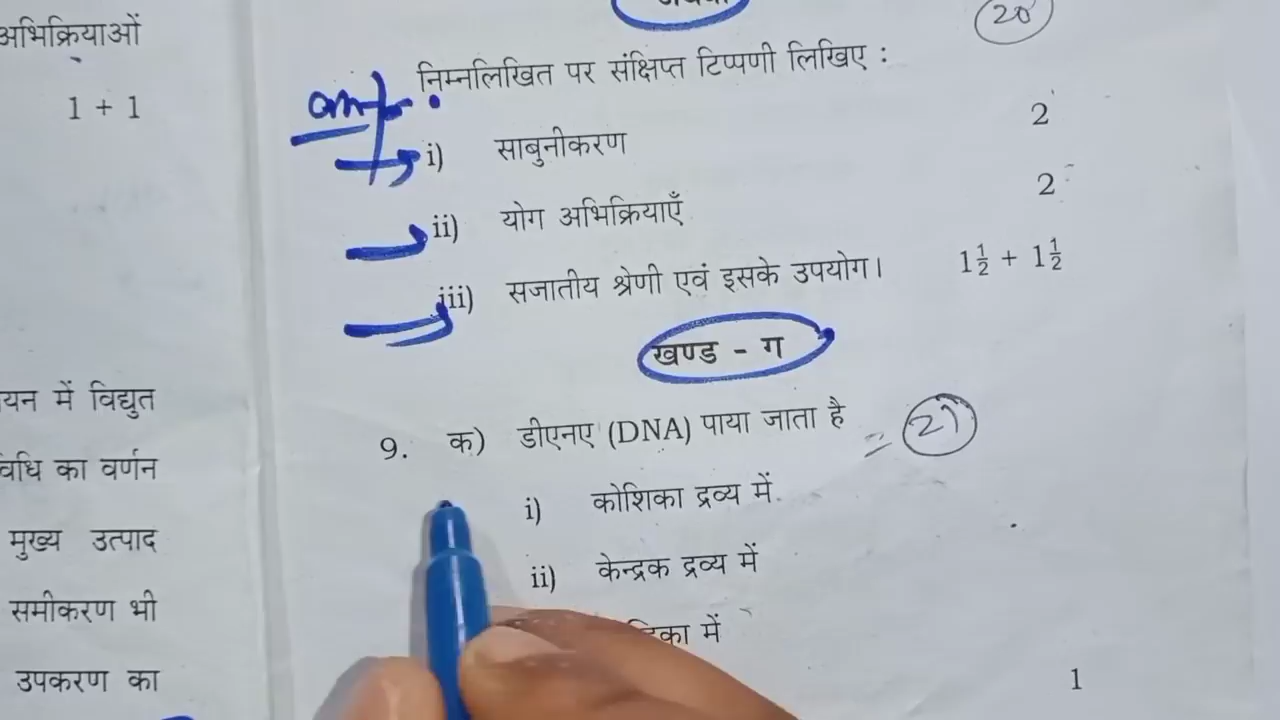 अभिक्रियाओं
1 + 1
यन में विद्युत
विधि का वर्णन
मुख्य उत्पाद
समीकरण भी
उपकरण का
अथवा
20
निम्नलिखित पर संक्षिप्त टिप्पणी लिखिए :
i) साबुनीकरण 2
ii) योग अभिक्रियाएँ 2
iii) सजातीय श्रेणी एवं इसके उपयोग। 1½ + 1½
खण्ड - ग
9. क) डीएनए (DNA) पाया जाता है = 21
i) कोशिका द्रव्य में
ii) केन्द्रक द्रव्य में
में
1